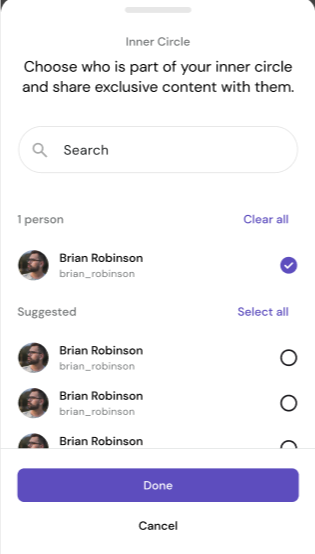 Inner Circle
Choose who is part of your inner circle
and share exclusive content with them.
Search
1 person
Clear all
Brian Robinson
brian_robinson
Suggested
Select all
Brian Robinson
brian_robinson
Brian Robinson
brian_robinson
Brian Robinson
Done
Cancel